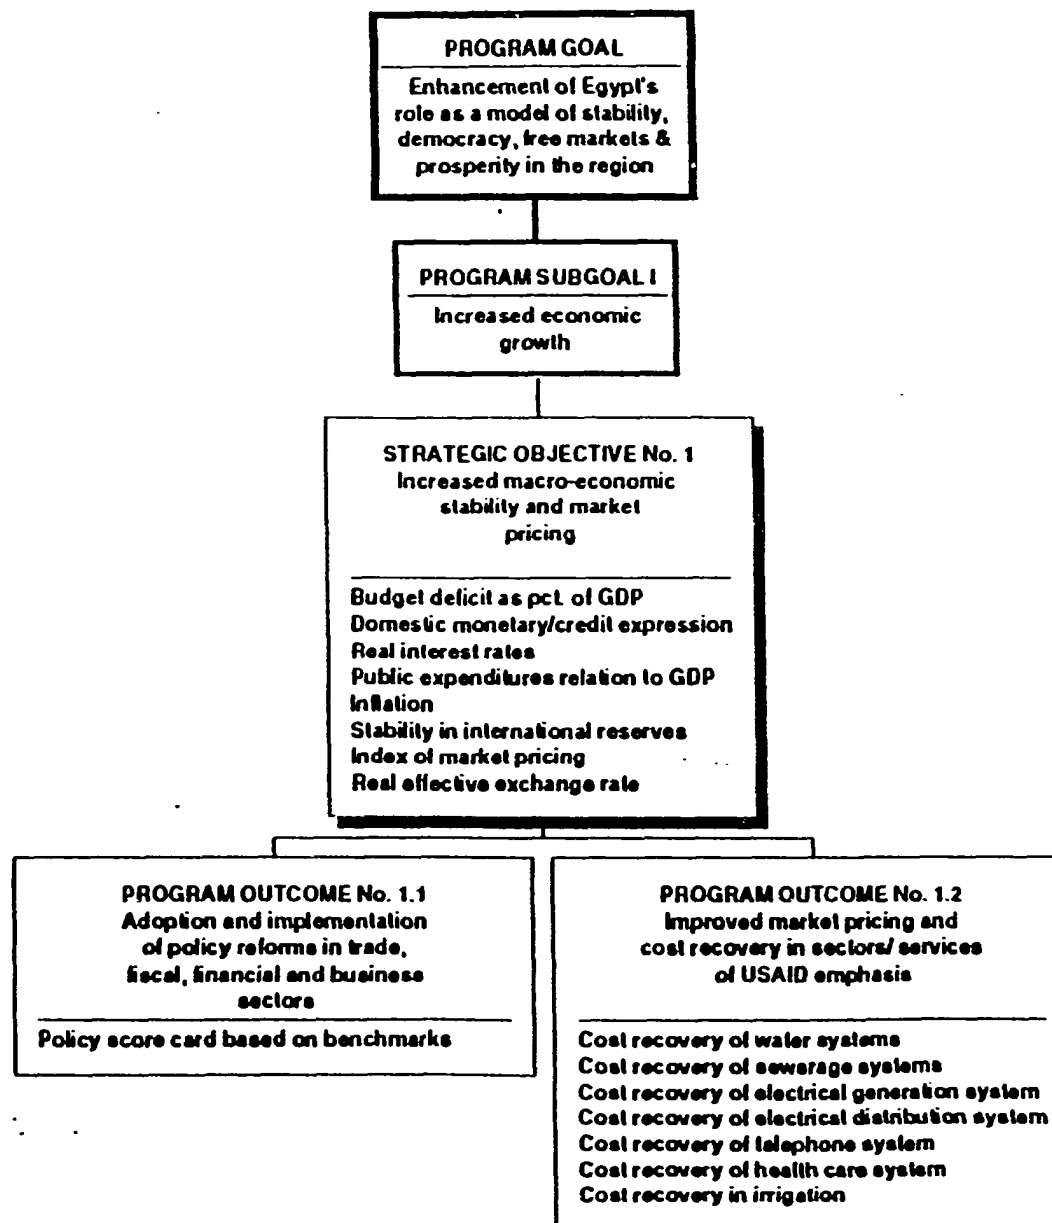 PROGRAM GOAL
Enhancement of Egypt's
role as a model of stability,
democracy, free markets &
prosperity in the region
PROGRAM SUBGOAL I
Increased economic
growth
STRATEGIC OBJECTIVE No. 1
Increased macro-economic
stability and market
pricing
Budget deficit as pct. of GDP
Domestic monetary/credit expression
Real interest rates
Public expenditures relation to GDP
Inflation
Stability in international reserves
Index of market pricing
Real effective exchange rate
PROGRAM OUTCOME No. 1.1
Adoption and implementation
of policy reforms in trade,
fiscal, financial and business
sectors
Policy score card based on benchmarks
PROGRAM OUTCOME No. 1.2
Improved market pricing and
cost recovery in sectors/ services
of USAID emphasis
Cost recovery of water systems
Cost recovery of sewerage systems
Cost recovery of electrical generation system
Cost recovery of electrical distribution system
Cost recovery of telephone system
Cost recovery of health care system
Cost recovery in irrigation